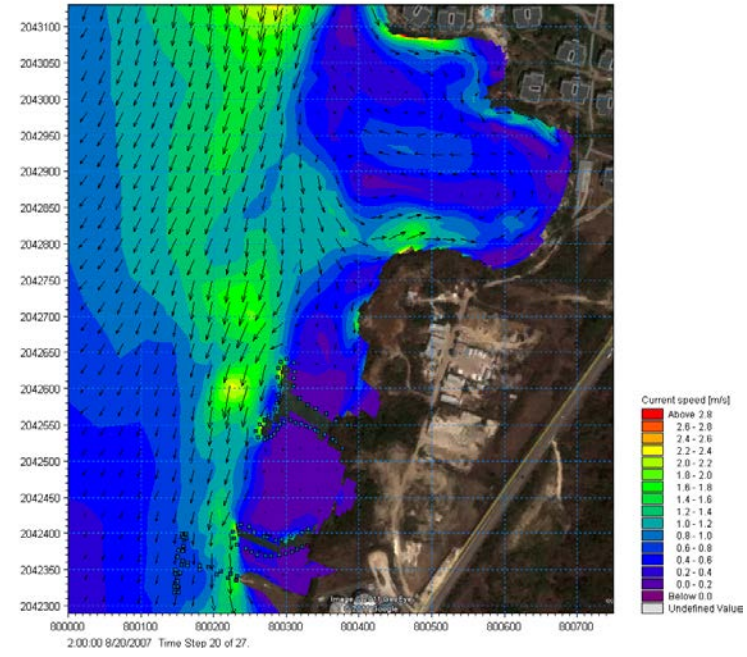 2043100
2043050
2043000
2042950
2042900
2042850
2042800
2042750
2042700
2042650
2042600
2042550
2042500
2042450
2042400
2042350
2042300
800000 800100 800200 800300 800400 800500 800600 800700
2:00:00 8/20/2007 Time Step 20 of 27.
Current speed [m/s]
Above 2.8
2.6 - 2.8
2.4 - 2.6
2.2 - 2.4
2.0 - 2.2
1.8 - 2.0
1.6 - 1.8
1.4 - 1.6
1.2 - 1.4
1.0 - 1.2
0.8 - 1.0
0.6 - 0.8
0.4 - 0.6
0.2 - 0.4
0.0 - 0.2
Below 0.0
Undefined Value
Image